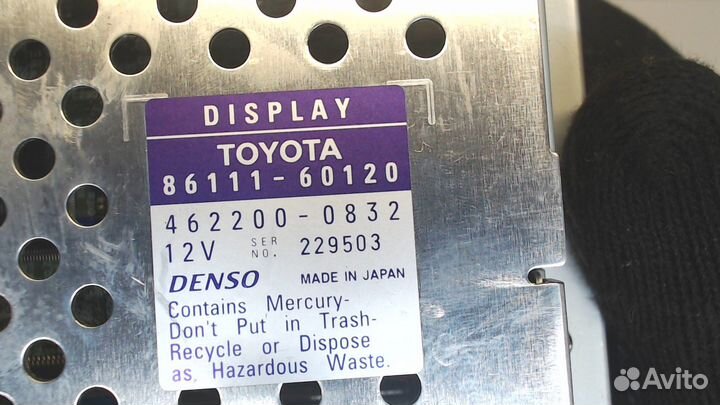 DISPLAY
TOYOTA
86111-60120
462200-0832
12V SER NO. 229503
DENSO MADE IN JAPAN
Contains Mercury-
Don't Put in Trash-
Recycle or Dispose
as Hazardous Waste.
Avito